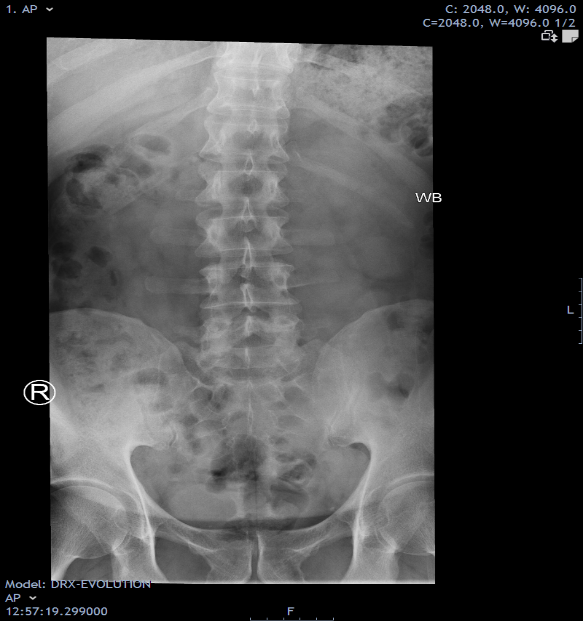 1. AP
C: 2048.0, W: 4096.0
C=2048.0, W=4096.0 1/2
WB
L
R
Model: DRX-EVOLUTION
AP
12:57:19.299000
F